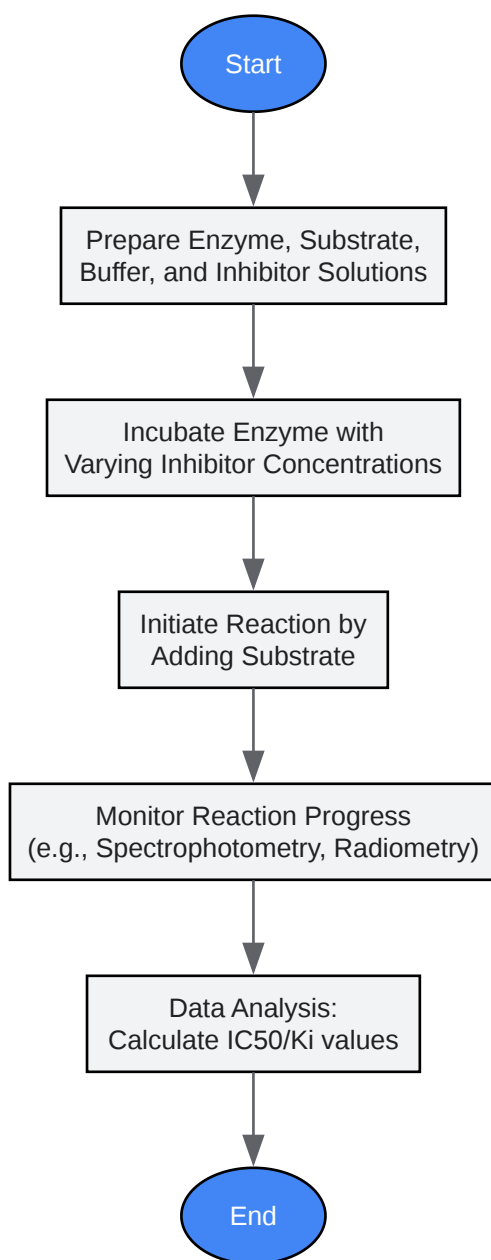 Start
Prepare Enzyme, Substrate,
Buffer, and Inhibitor Solutions
Incubate Enzyme with
Varying Inhibitor Concentrations
Initiate Reaction by
Adding Substrate
Monitor Reaction Progress
(e.g., Spectrophotometry, Radiometry)
Data Analysis:
Calculate IC50/Ki values
End